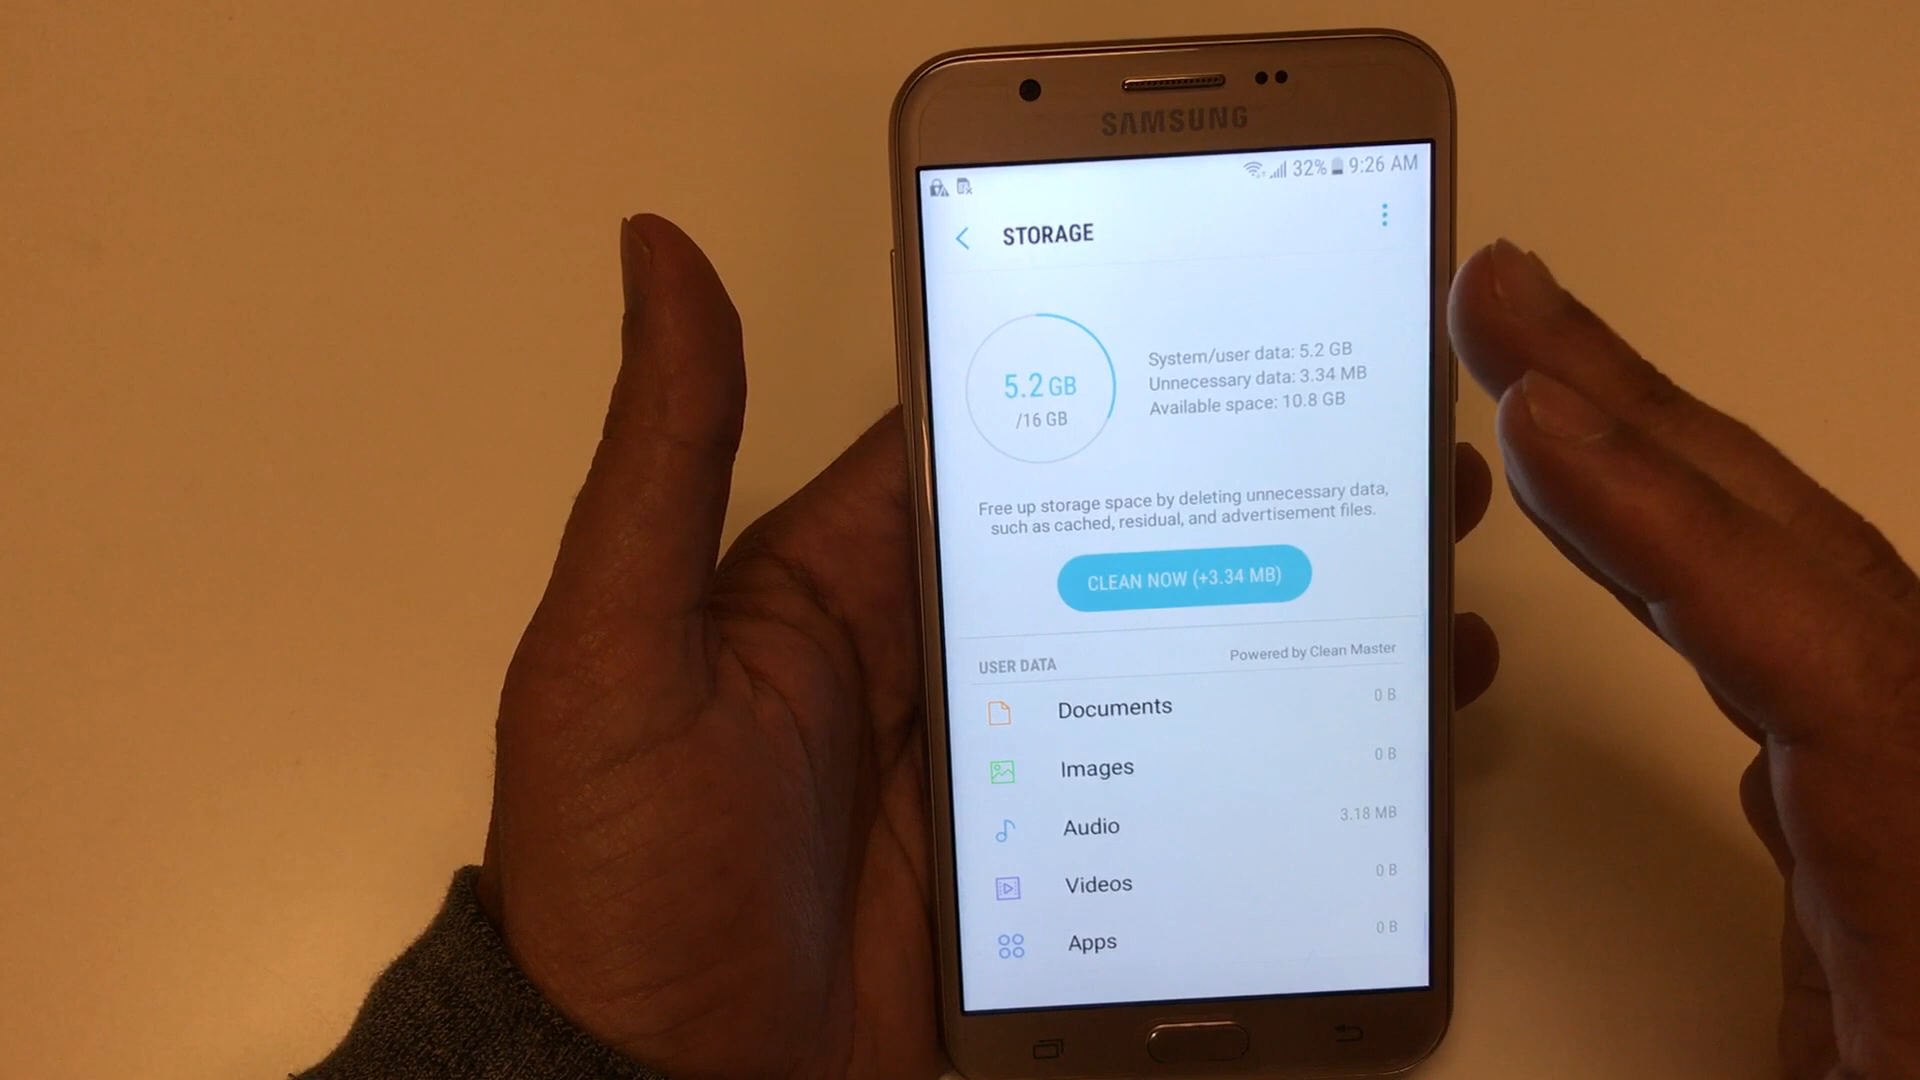 SAMSUNG
32% 9:26 AM
STORAGE
5.2 GB
/16 GB
System/user data: 5.2 GB
Unnecessary data: 3.34 MB
Available space: 10.8 GB
Free up storage space by deleting unnecessary data,
such as cached, residual, and advertisement files.
CLEAN NOW (+3.34 MB)
USER DATA Powered by Clean Master
Documents 0 B
Images 0 B
Audio 3.18 MB
Videos 0 B
Apps 0 B